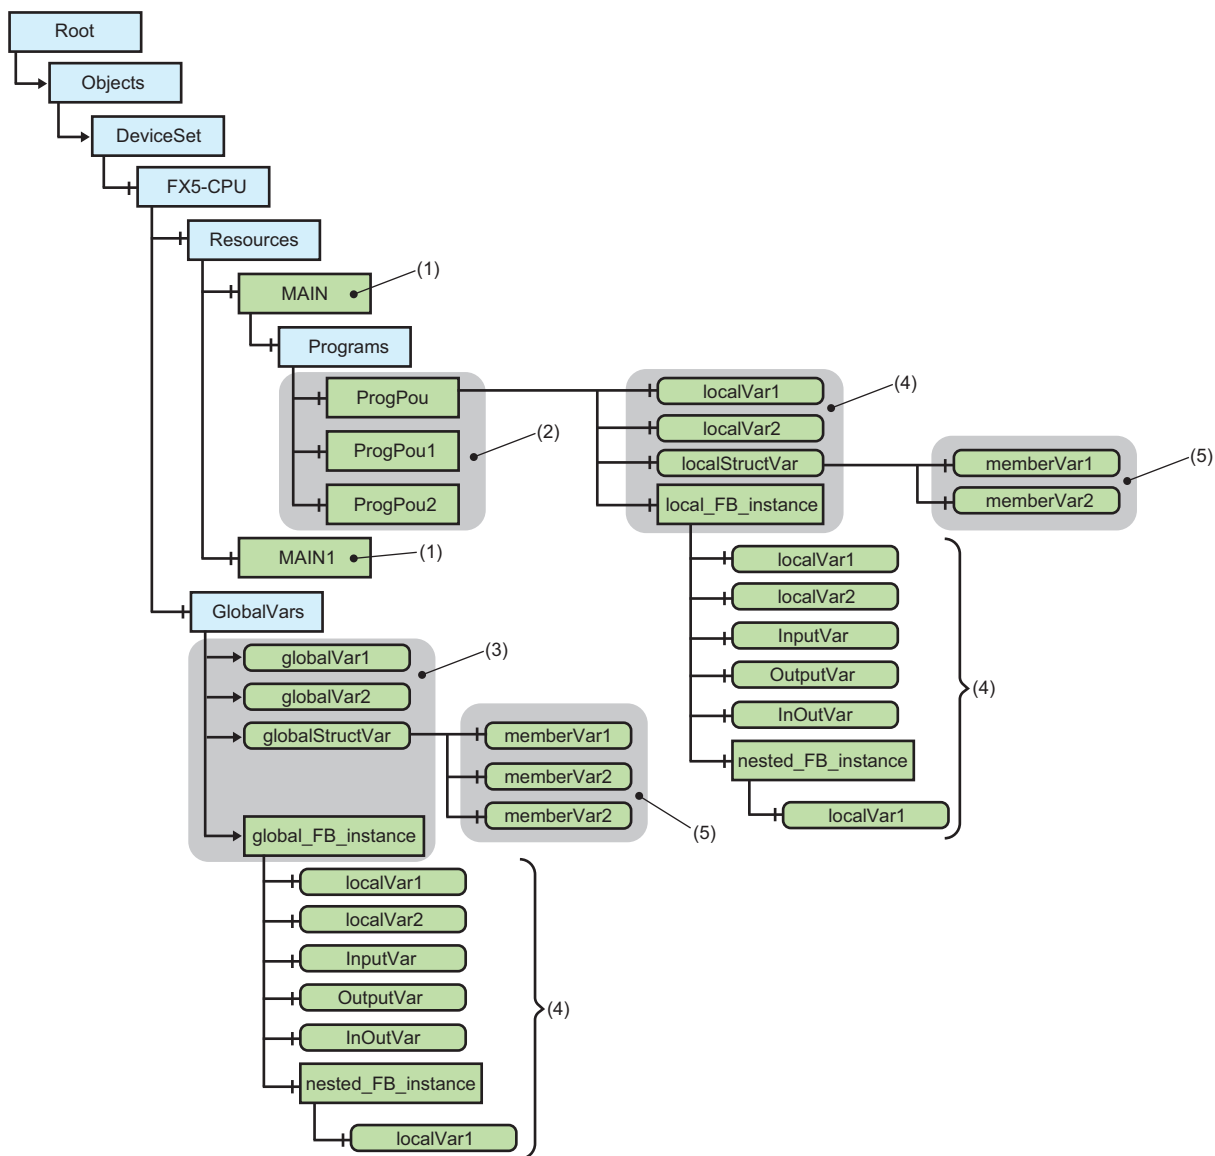 Root
Objects
DeviceSet
FX5-CPU
Resources
MAIN
(1)
Programs
ProgPou
ProgPou1
ProgPou2
(2)
localVar1
localVar2
localStructVar
local_FB_instance
(4)
memberVar1
memberVar2
(5)
MAIN1
(1)
localVar1
localVar2
InputVar
OutputVar
InOutVar
nested_FB_instance
localVar1
(4)
GlobalVars
globalVar1
globalVar2
globalStructVar
global_FB_instance
(3)
memberVar1
memberVar2
memberVar2
(5)
localVar1
localVar2
InputVar
OutputVar
InOutVar
nested_FB_instance
localVar1
(4)